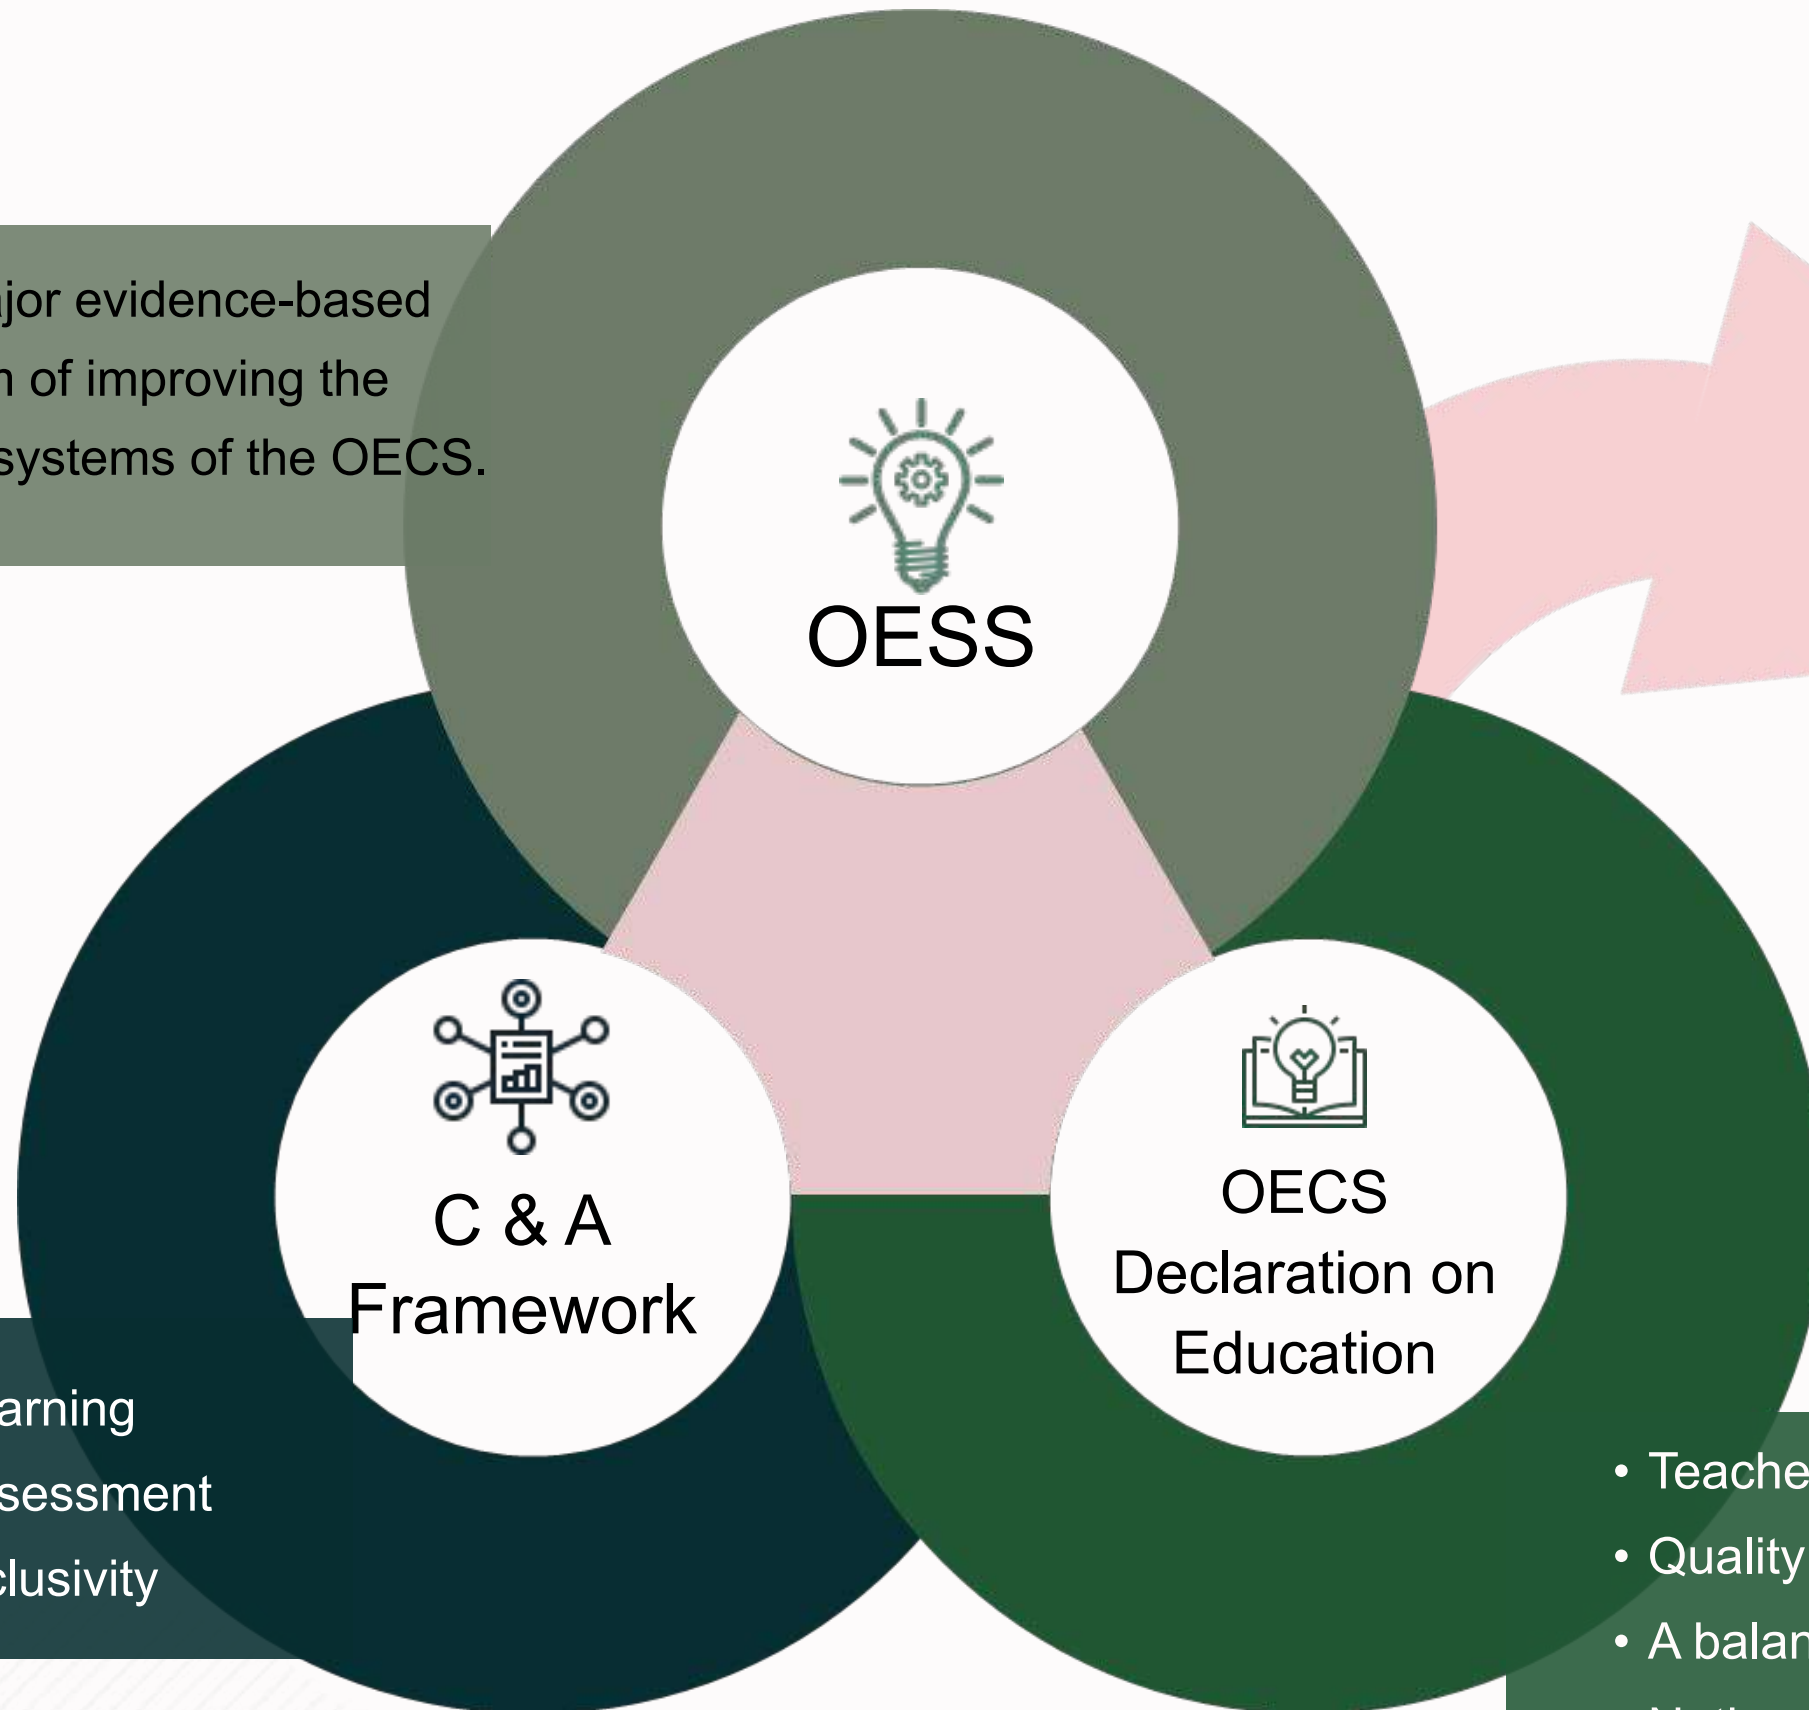 jor evidence-based
of improving the
systems of the OECS.
OESS
C & A
Framework
OECS
Declaration on
Education
arning
sessment
clusivity
• Teache
• Quality
• A balan